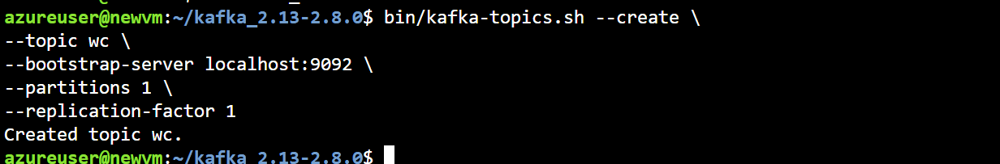 azureuser@newvm:~/kafka_2.13-2.8.0$ bin/kafka-topics.sh --create \
--topic wc \
--bootstrap-server localhost:9092 \
--partitions 1 \
--replication-factor 1
Created topic wc.
azureuser@newvm:~/kafka_2.13-2.8.0$